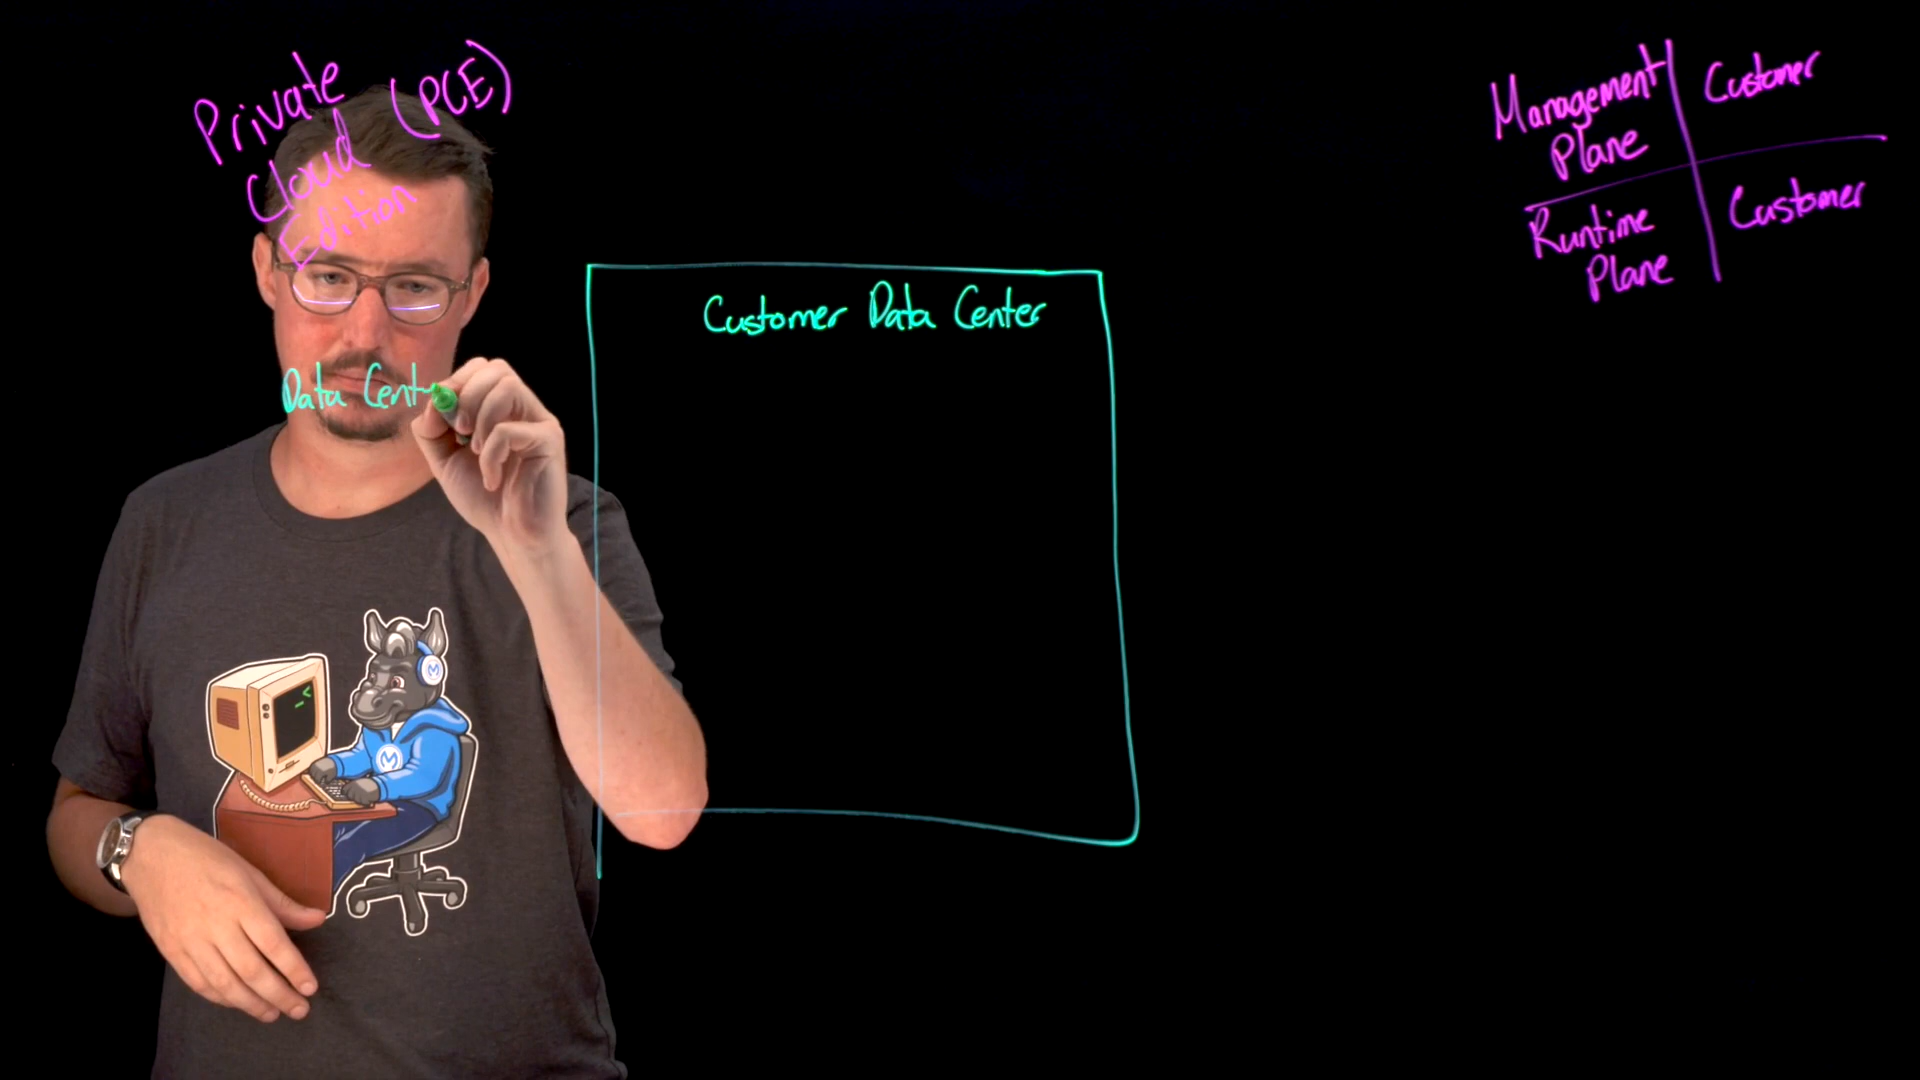 Private
Cloud (PCE)
Edition
Management Plane
Customer
Runtime Plane
Customer
Customer Data Center
Data Cent